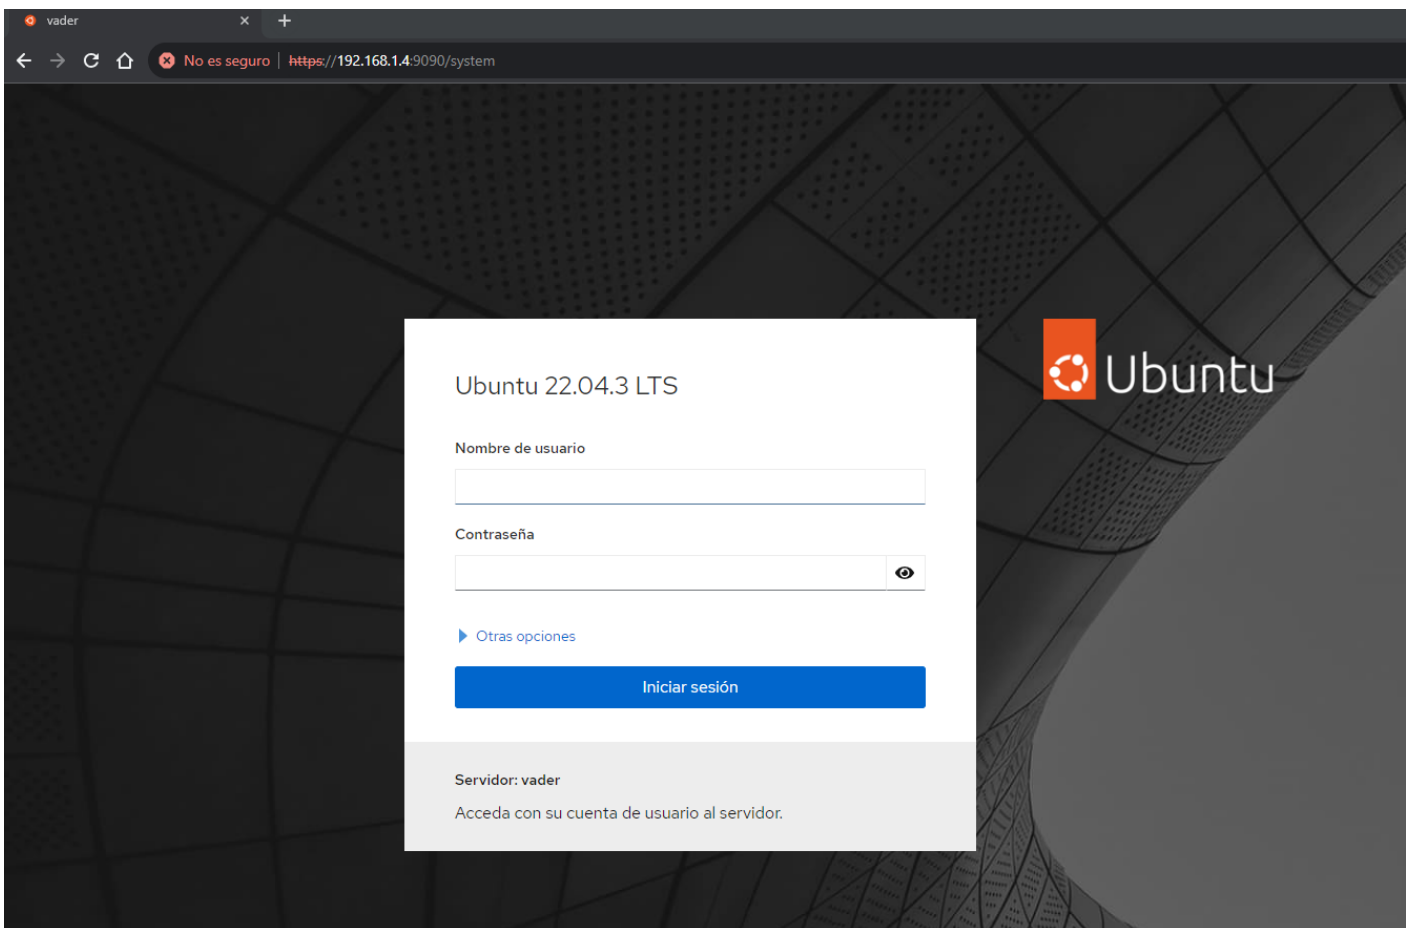 vader
No es seguro https://192.168.1.4:9090/system
Ubuntu 22.04.3 LTS
Ubuntu
Nombre de usuario
Contraseña
Otras opciones
Iniciar sesión
Servidor: vader
Acceda con su cuenta de usuario al servidor.